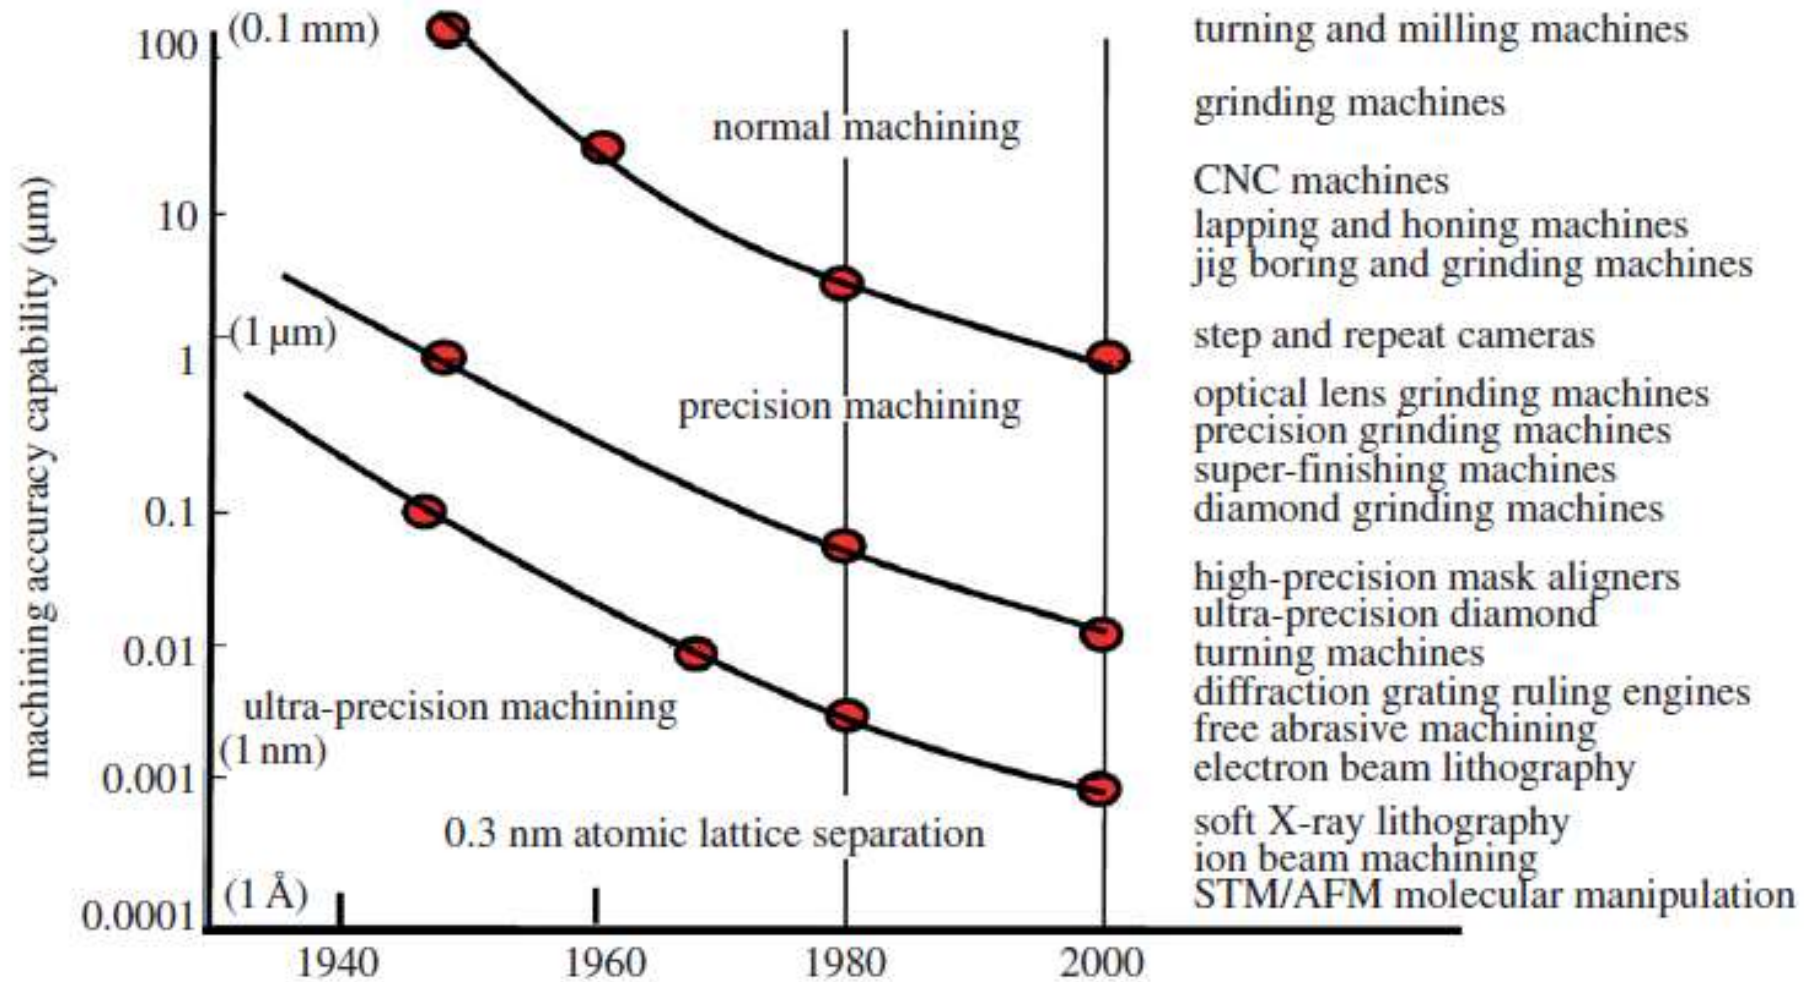 machining accuracy capability (μm)
100
(0.1 mm)
10
(1 μm)
1
0.1
0.01
(1 nm)
0.001
(1 Å)
0.0001
1940
1960
1980
2000
normal machining
precision machining
ultra-precision machining
0.3 nm atomic lattice separation
turning and milling machines
grinding machines
CNC machines
lapping and honing machines
jig boring and grinding machines
step and repeat cameras
optical lens grinding machines
precision grinding machines
super-finishing machines
diamond grinding machines
high-precision mask aligners
ultra-precision diamond
turning machines
diffraction grating ruling engines
free abrasive machining
electron beam lithography
soft X-ray lithography
ion beam machining
STM/AFM molecular manipulation